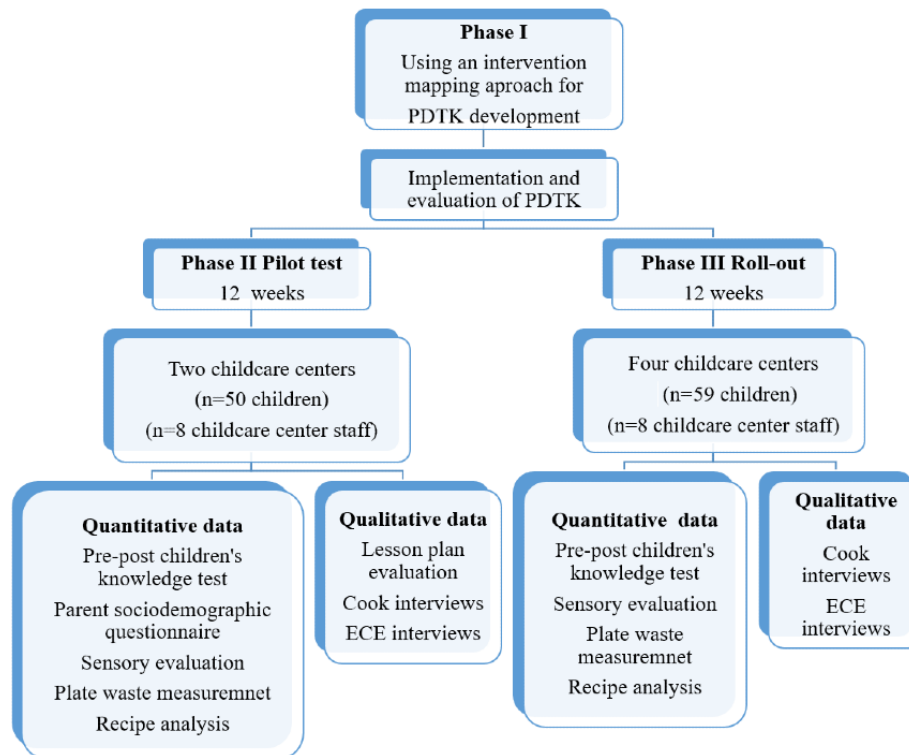 Phase I
Using an intervention
mapping aproach for
PDTK development
Implementation and
evaluation of PDTK
Phase II Pilot test
12 weeks
Phase III Roll-out
12 weeks
Two childcare centers
(n=50 children)
(n=8 childcare center staff)
Four childcare centers
(n=59 children)
(n=8 childcare center staff)
Quantitative data
Pre-post children's
knowledge test
Parent sociodemographic
questionnaire
Sensory evaluation
Plate waste measuremnet
Recipe analysis
Qualitative data
Lesson plan
evaluation
Cook interviews
ECE interviews
Quantitative data
Pre-post children's
knowledge test
Sensory evaluation
Plate waste
measuremnet
Recipe analysis
Qualitative
data
Cook
interviews
ECE
interviews